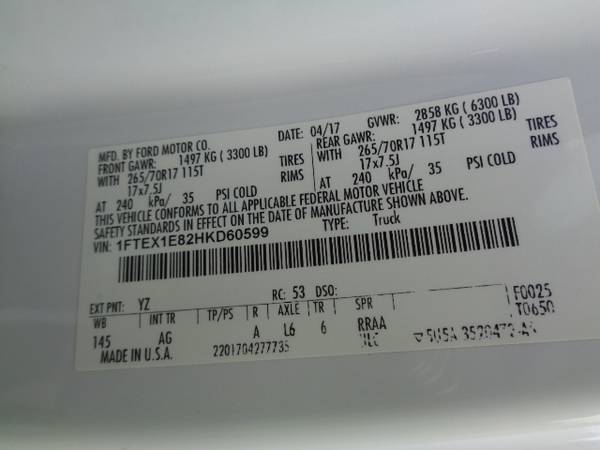 MFD. BY FORD MOTOR CO.
DATE: 04/17
GVWR: 2858 KG ( 6300 LB)
FRONT GAWR: 1497 KG ( 3300 LB)
REAR GAWR: 1497 KG ( 3300 LB)
WITH 265/70R17 115T TIRES
WITH 265/70R17 115T TIRES
17x7.5J RIMS
17x7.5J RIMS
AT 240 kPa/ 35 PSI COLD
AT 240 kPa/ 35 PSI COLD
THIS VEHICLE CONFORMS TO ALL APPLICABLE FEDERAL MOTOR VEHICLE
SAFETY STANDARDS IN EFFECT ON THE DATE OF MANUFACTURE SHOWN ABOVE.
VIN: 1FTEX1E82HKD60599
TYPE: Truck
EXT PNT: YZ RC: 53 DSO:
F0025
T0650
WB INT TR TP/PS R AXLE TR SPR
145 AG A L6 6 RRAA
MADE IN U.S.A.
2201704277735